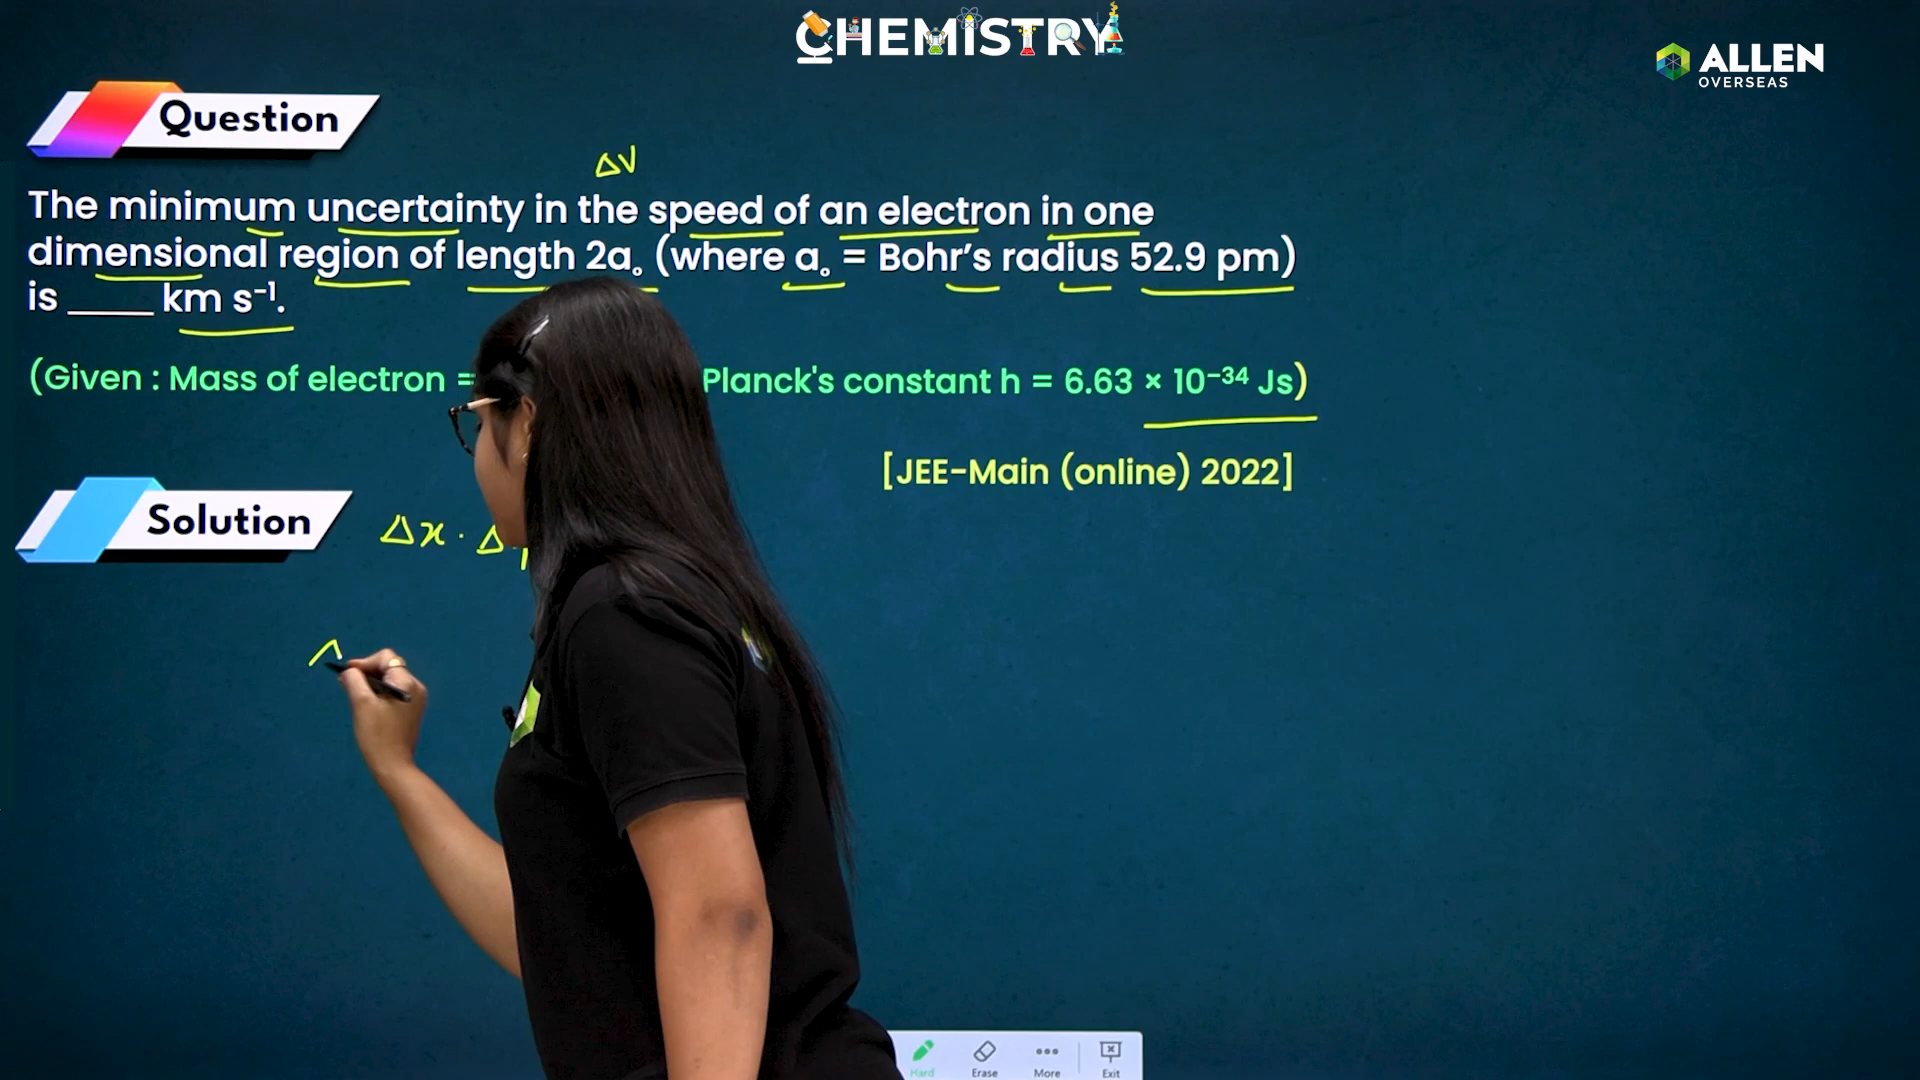 CHEMISTRY
ALLEN
OVERSEAS
Question
Δv
The minimum uncertainty in the speed of an electron in one
dimensional region of length 2a₀ (where a₀ = Bohr's radius 52.9 pm)
is ____ km s⁻¹.
(Given : Mass of electron = Planck's constant h = 6.63 × 10⁻³⁴ Js)
[JEE-Main (online) 2022]
Solution
Δx · Δ
Hard
Erase
More
Exit